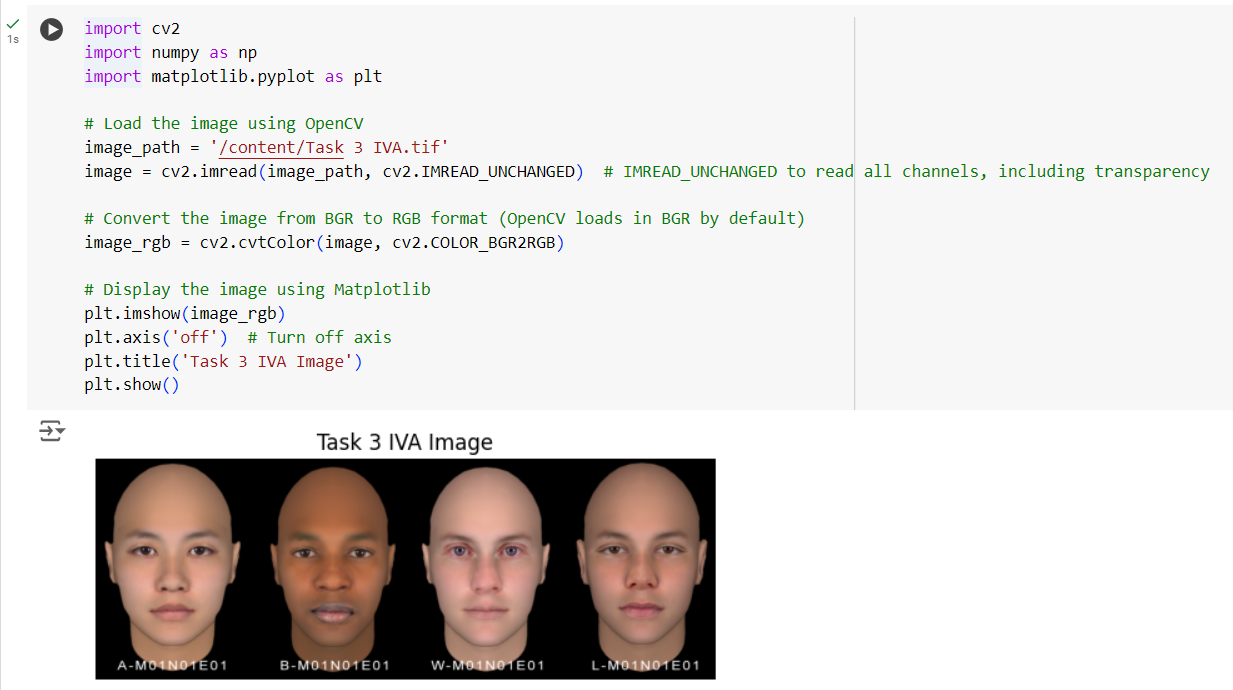 1s
import cv2
import numpy as np
import matplotlib.pyplot as plt
# Load the image using OpenCV
image_path = '/content/Task 3 IVA.tif'
image = cv2.imread(image_path, cv2.IMREAD_UNCHANGED)  # IMREAD_UNCHANGED to read all channels, including transparency
# Convert the image from BGR to RGB format (OpenCV loads in BGR by default)
image_rgb = cv2.cvtColor(image, cv2.COLOR_BGR2RGB)
# Display the image using Matplotlib
plt.imshow(image_rgb)
plt.axis('off')  # Turn off axis
plt.title('Task 3 IVA Image')
plt.show()
Task 3 IVA Image
A-M01N01E01 B-M01N01E01 W-M01N01E01 L-M01N01E01